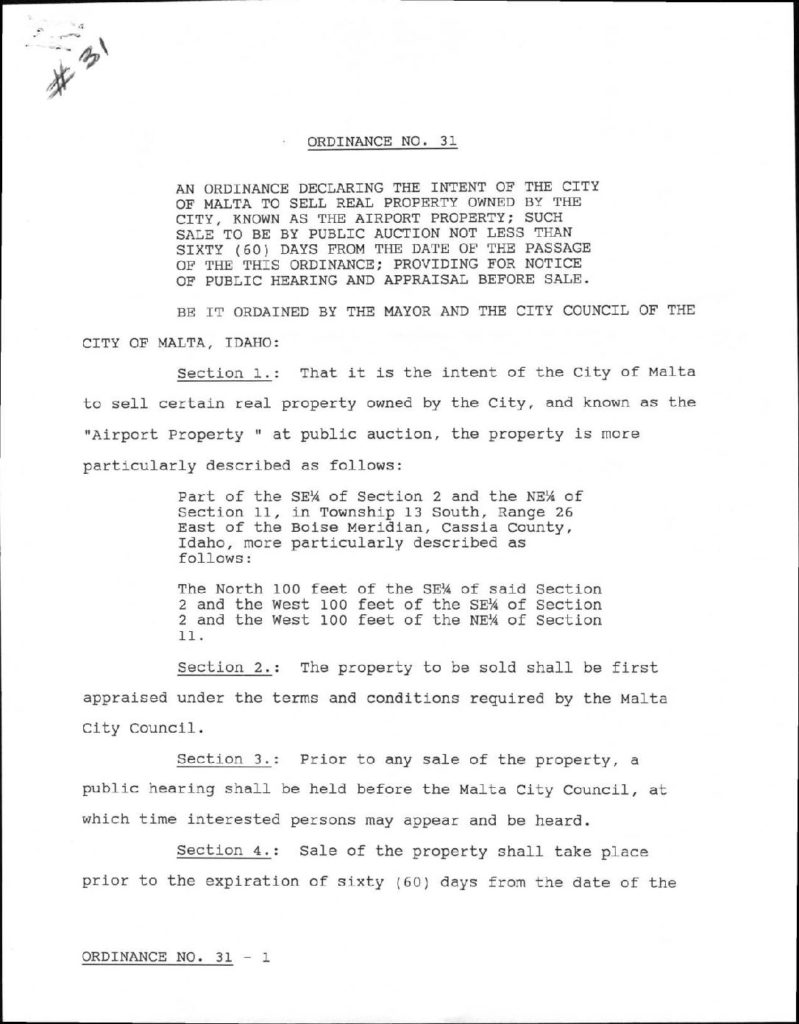 # 31
ORDINANCE NO. 31
AN ORDINANCE DECLARING THE INTENT OF THE CITY
OF MALTA TO SELL REAL PROPERTY OWNED BY THE
CITY, KNOWN AS THE AIRPORT PROPERTY; SUCH
SALE TO BE BY PUBLIC AUCTION NOT LESS THAN
SIXTY (60) DAYS FROM THE DATE OF THE PASSAGE
OF THE THIS ORDINANCE; PROVIDING FOR NOTICE
OF PUBLIC HEARING AND APPRAISAL BEFORE SALE.
BE IT ORDAINED BY THE MAYOR AND THE CITY COUNCIL OF THE
CITY OF MALTA, IDAHO:
Section 1.: That it is the intent of the City of Malta
to sell certain real property owned by the City, and known as the
"Airport Property " at public auction, the property is more
particularly described as follows:
Part of the SE¼ of Section 2 and the NE¼ of
Section 11, in Township 13 South, Range 26
East of the Boise Meridian, Cassia County,
Idaho, more particularly described as
follows:
The North 100 feet of the SE¼ of said Section
2 and the West 100 feet of the SE¼ of Section
2 and the West 100 feet of the NE¼ of Section
11.
Section 2.: The property to be sold shall be first
appraised under the terms and conditions required by the Malta
City Council.
Section 3.: Prior to any sale of the property, a
public hearing shall be held before the Malta City Council, at
which time interested persons may appear and be heard.
Section 4.: Sale of the property shall take place
prior to the expiration of sixty (60) days from the date of the
ORDINANCE NO. 31 - 1